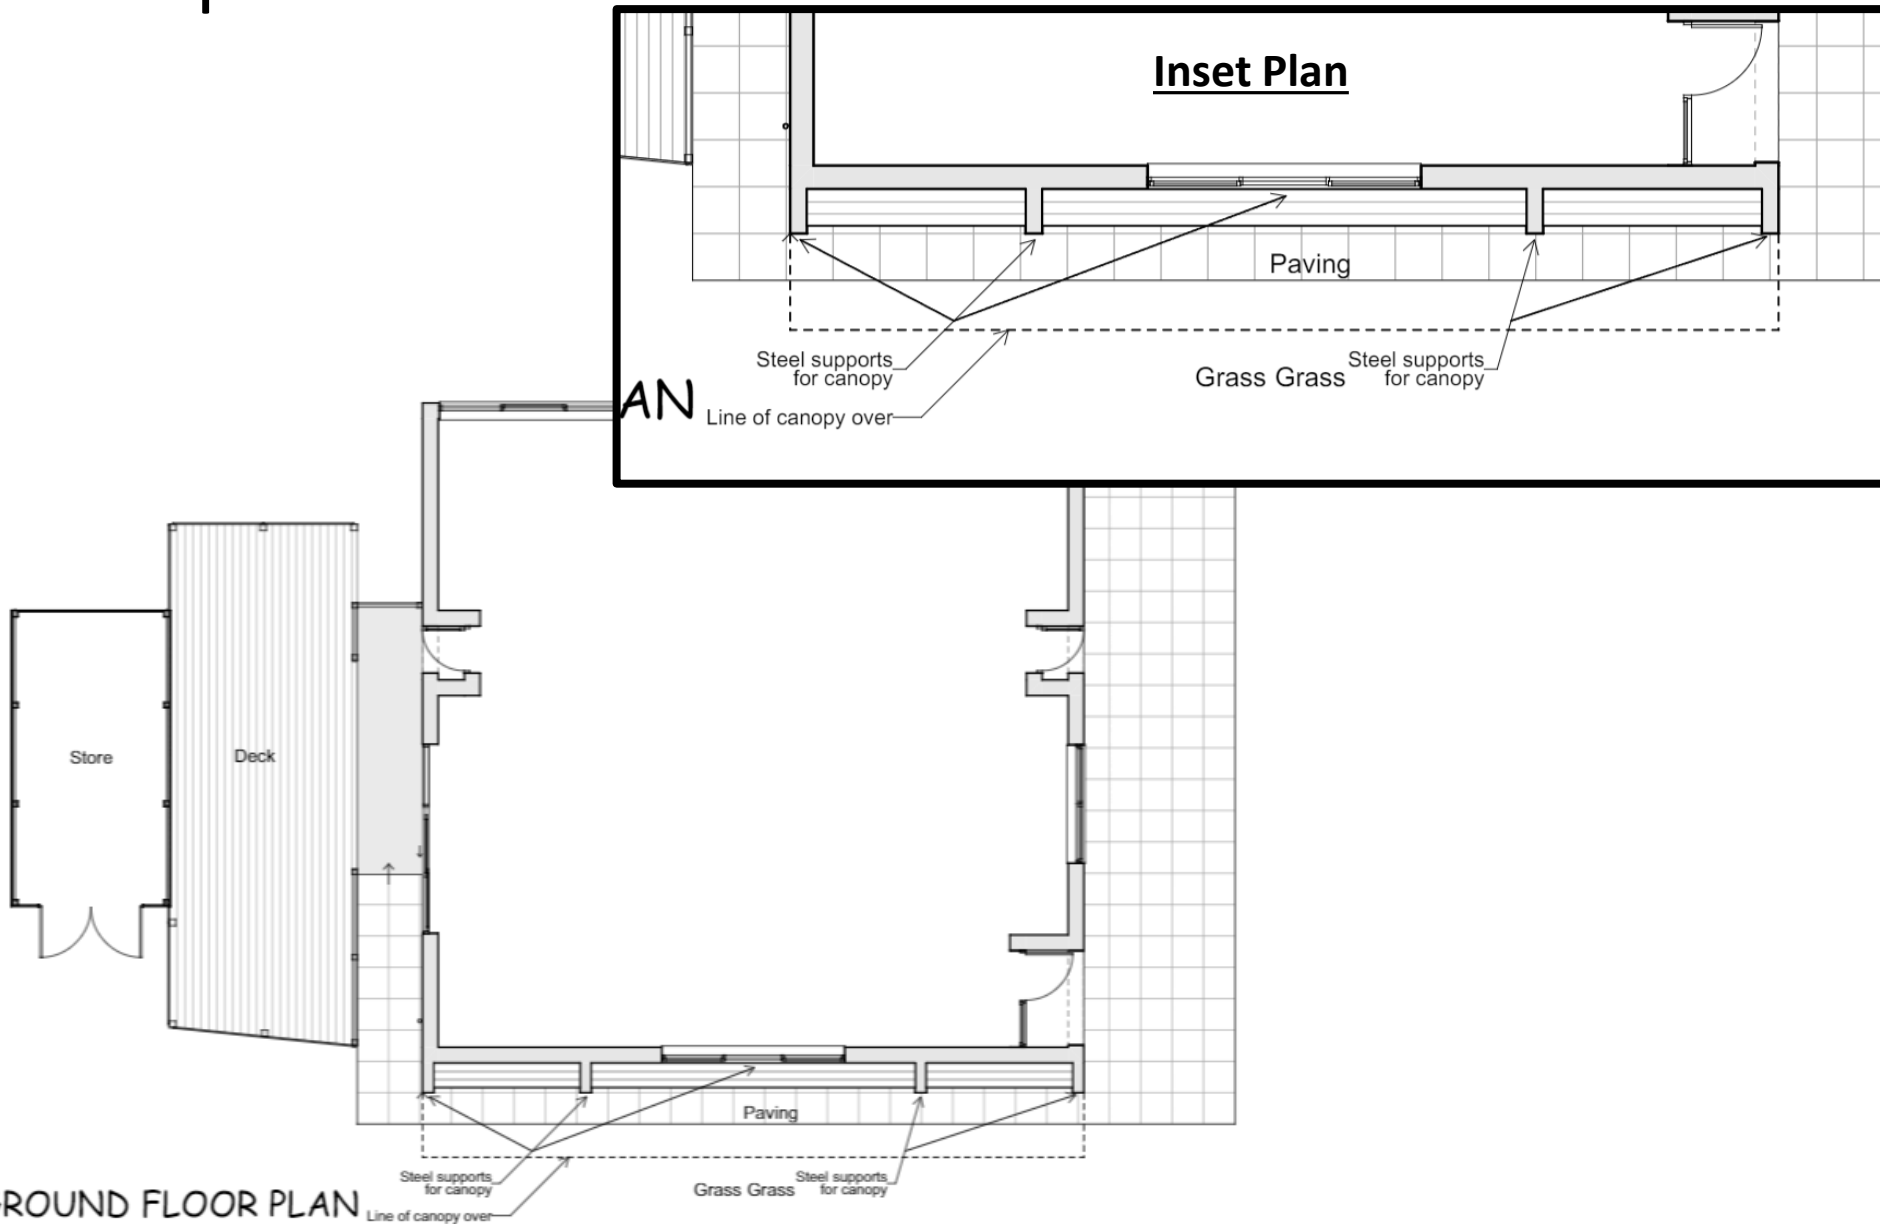 Inset Plan
Paving
Steel supports
for canopy
Grass Grass
Steel supports
for canopy
AN
Line of canopy over
Store
Deck
Paving
Steel supports
for canopy
Grass Grass
Steel supports
for canopy
ROUND FLOOR PLAN
Line of canopy over